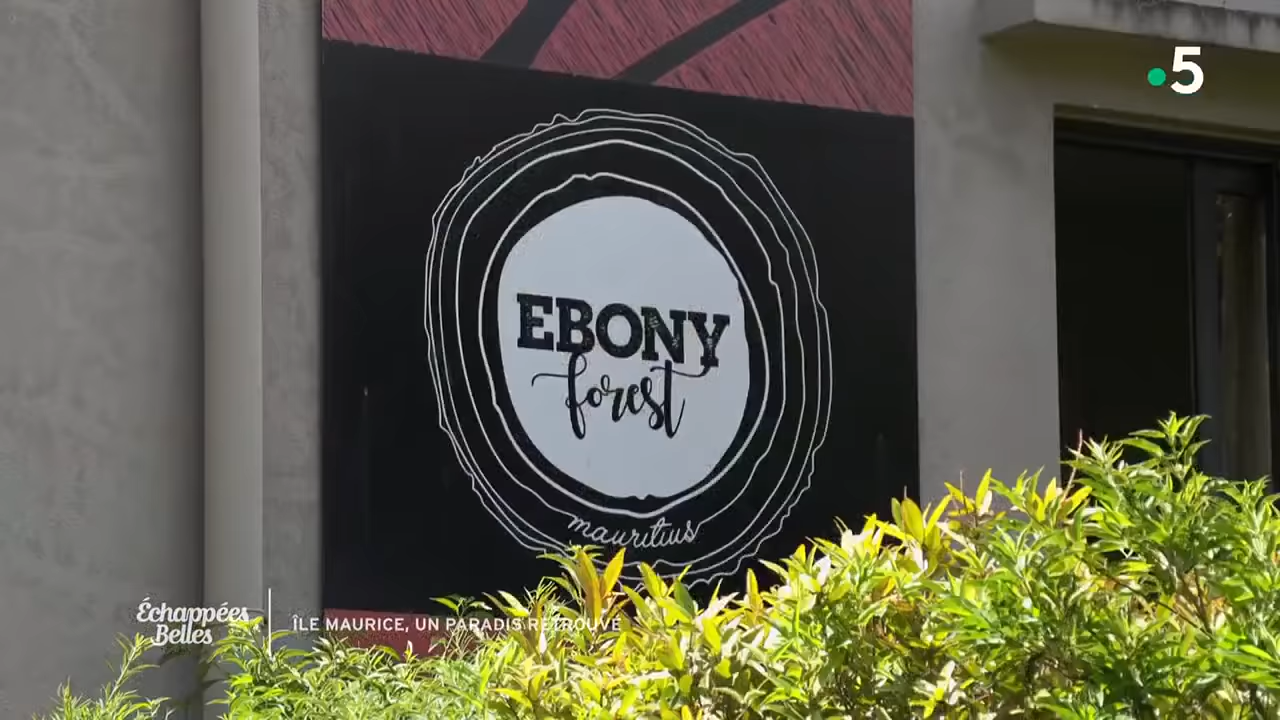 5
EBONY
forest
mauritius
Échappées
Belles
ÎLE MAURICE, UN PARADIS RETROUVÉ